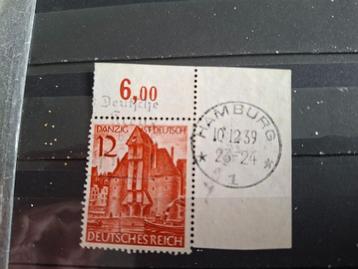 6,00
Deutsche
DANZIG IST DEUTSCH
12
DEUTSCHES REICH
HAMBURG
10.12.39
23-24
* 1 *